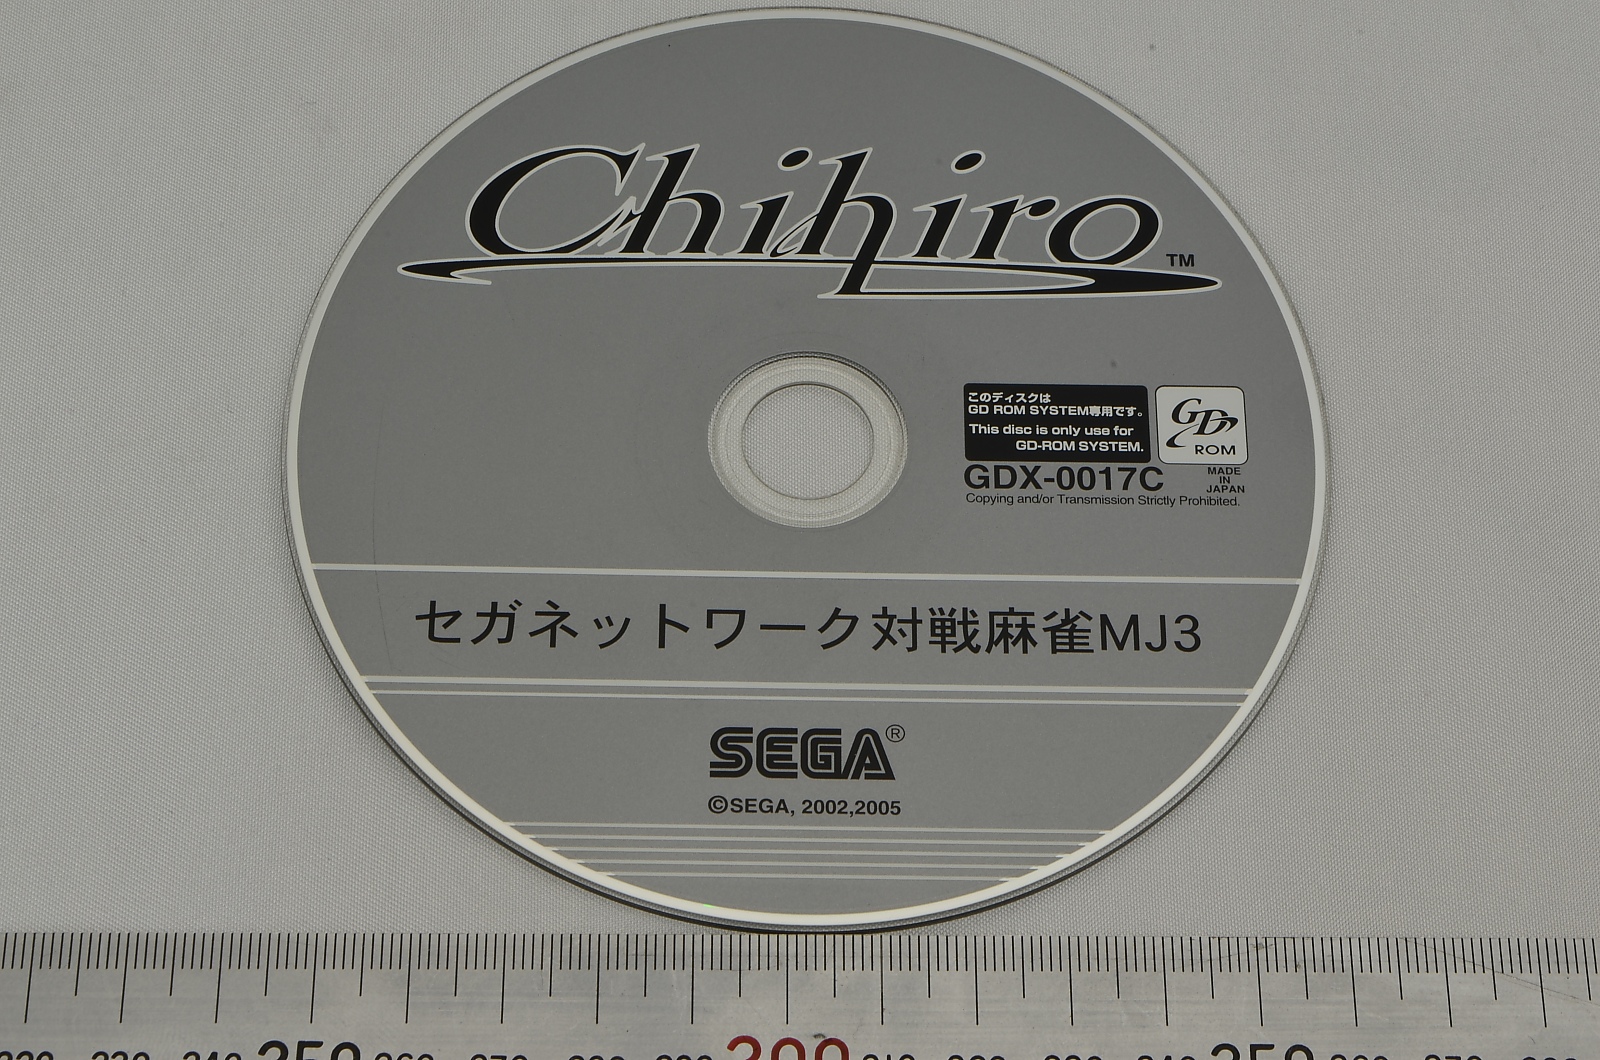 Chihiro™
このディスクは
GD ROM SYSTEM専用です。
This disc is only use for
GD-ROM SYSTEM.
GD
ROM
GDX-0017C
MADE
IN
JAPAN
Copying and/or Transmission Strictly Prohibited.
セガネットワーク対戦麻雀MJ3
SEGA®
©SEGA, 2002,2005
350 300 350